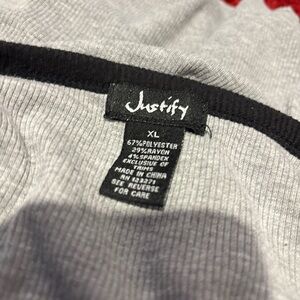 Justify
XL
67%POLYESTER
29%RAYON
4%SPANDEX
EXCLUSIVE OF
TRIMS
MADE IN CHINA
RN 123271
SEE REVERSE
FOR CARE